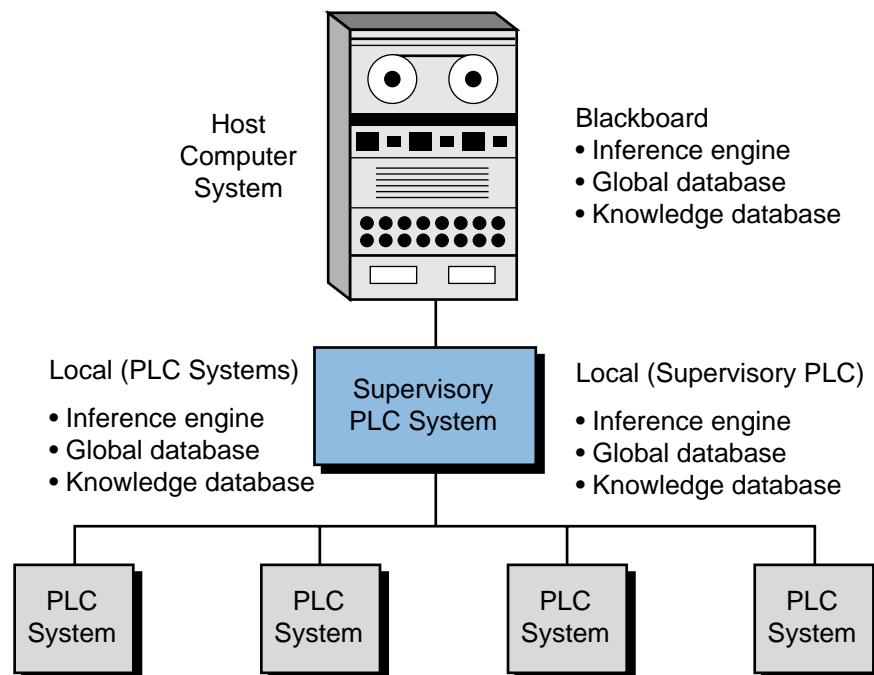 Host
Computer
System
Blackboard
• Inference engine
• Global database
• Knowledge database
Local (PLC Systems)
• Inference engine
• Global database
• Knowledge database
Supervisory
PLC System
Local (Supervisory PLC)
• Inference engine
• Global database
• Knowledge database
PLC
System
PLC
System
PLC
System
PLC
System